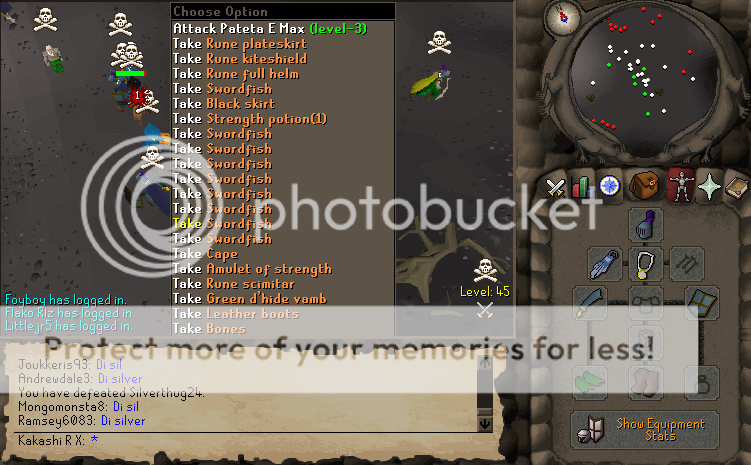 Choose Option
Attack Pateta E Max (level-3)
Take Rune plateskirt
Take Rune kiteshield
Take Rune full helm
Take Swordfish
Take Black skirt
Take Strength potion(1)
Take Swordfish
Take Swordfish
Take Swordfish
Take Swordfish
Take Swordfish
Take Swordfish
Take Swordfish
Take Swordfish
Take Cape
Take Amulet of strength
Take Rune scimitar
Take Green d'hide vamb
Take Leather boots
Take Bones
1
photobucket
Level: 45
Foyboy has logged in.
Flako Rlz has logged in.
Littlejr5 has logged in.
Protect more of your memories for less!
Joukkeris93: Di sil
Andrewdale3: Di silver
You have defeated Silverthug24.
Mongomonsta8: Di sil
Ramsey6083: Di silver
Kakashi R X: *
Show Equipment
Stats